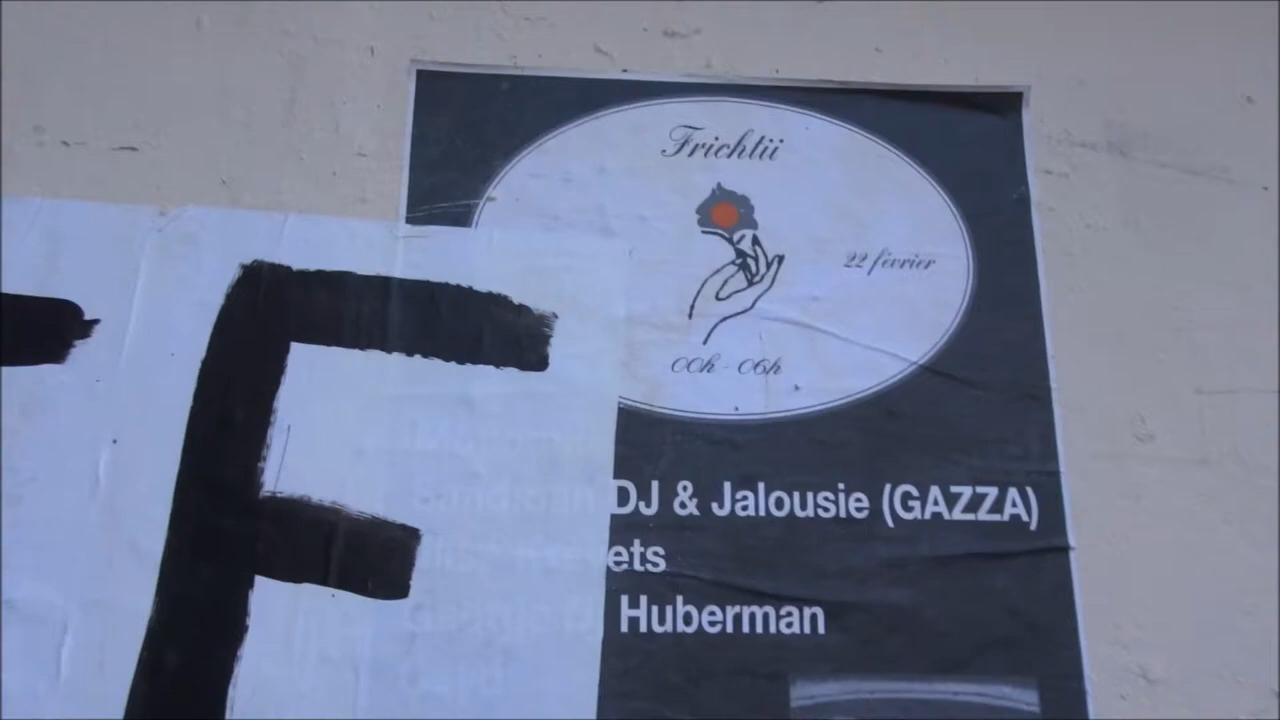 Frichtii
22 février
00h - 06h
F
DJ & Jalousie (GAZZA)
ets
Huberman